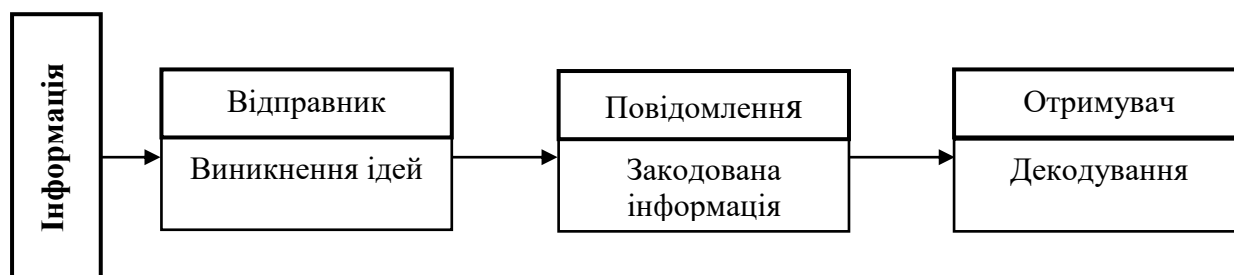 Інформація
Відправник
Виникнення ідей
Повідомлення
Закодована
інформація
Отримувач
Декодування